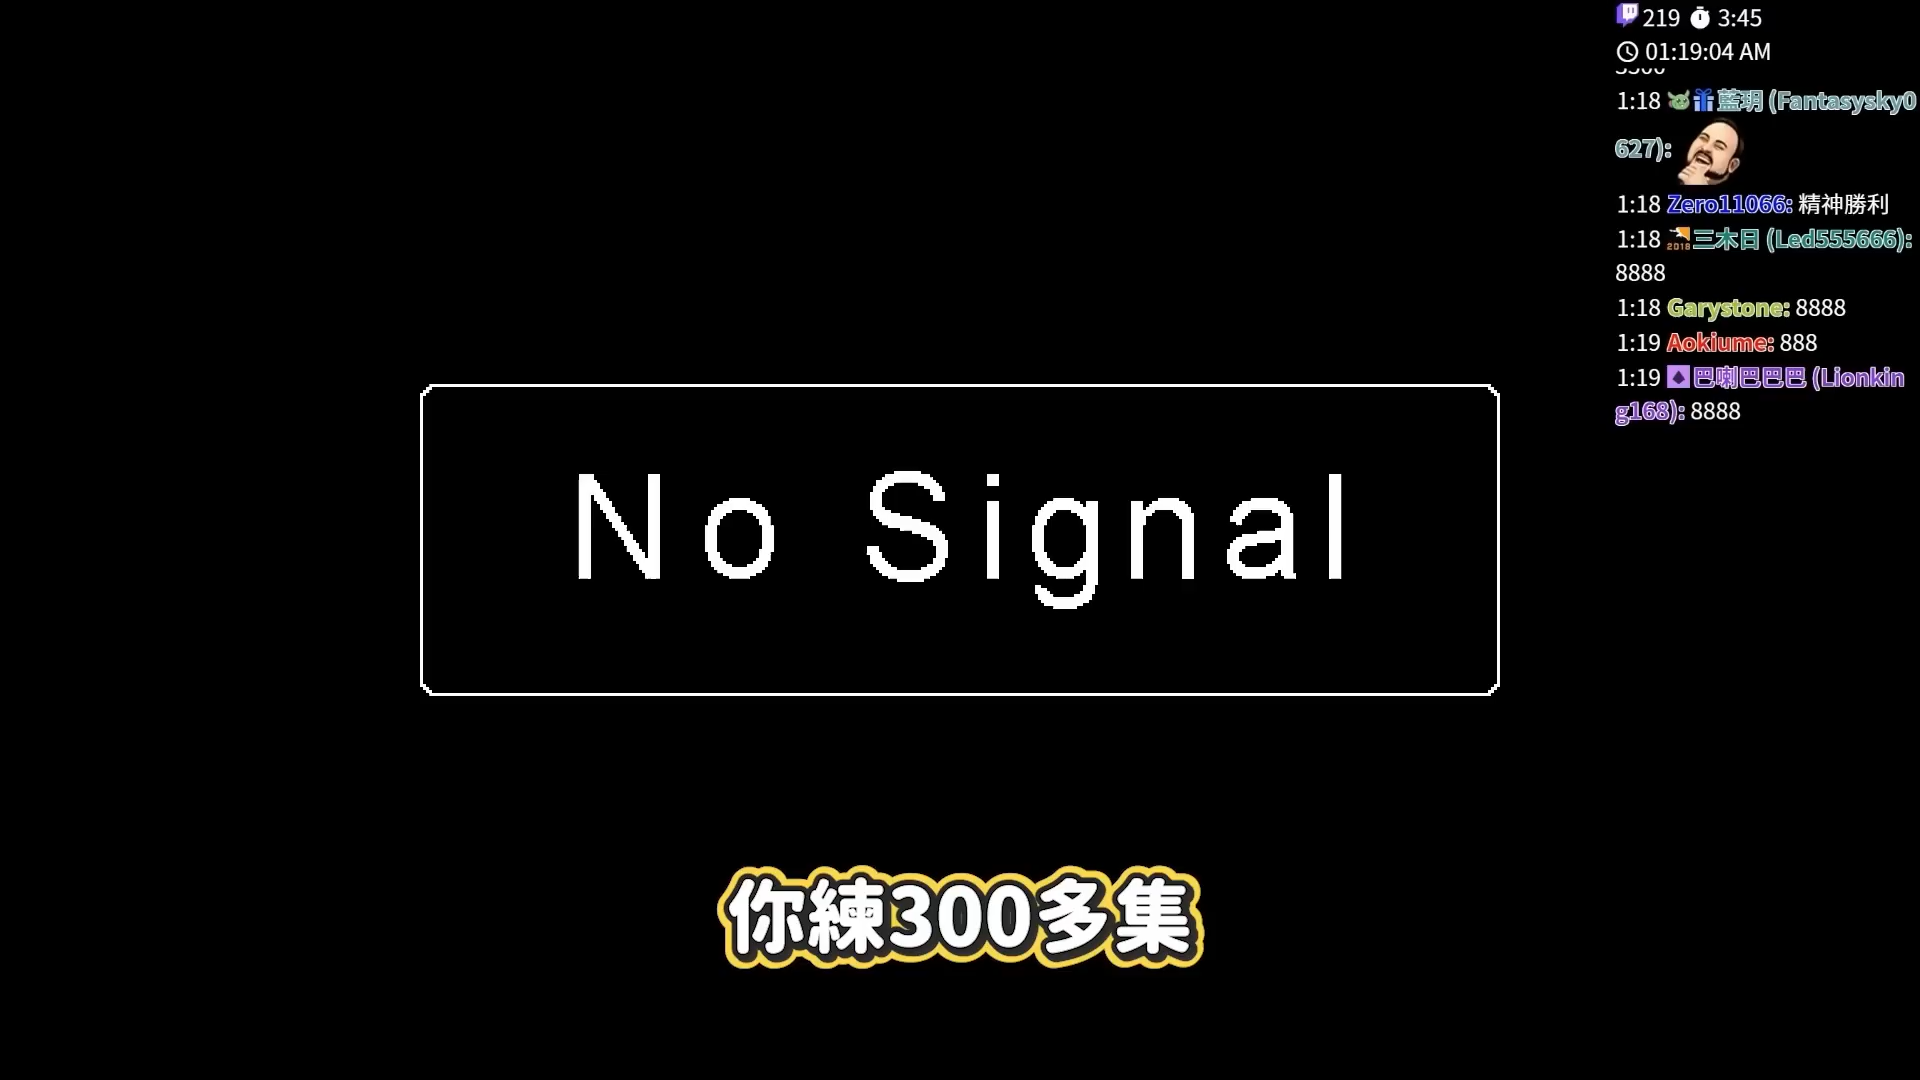 219 3:45
01:19:04 AM
1:18 藍玥 (Fantasysky0
627):
1:18 Zero11066: 精神勝利
1:18 2018 三木日 (Led555666):
8888
1:18 Garystone: 8888
1:19 Aokiume: 888
1:19 巴喇巴巴巴 (Lionkin
g168): 8888
No Signal
你練300多集